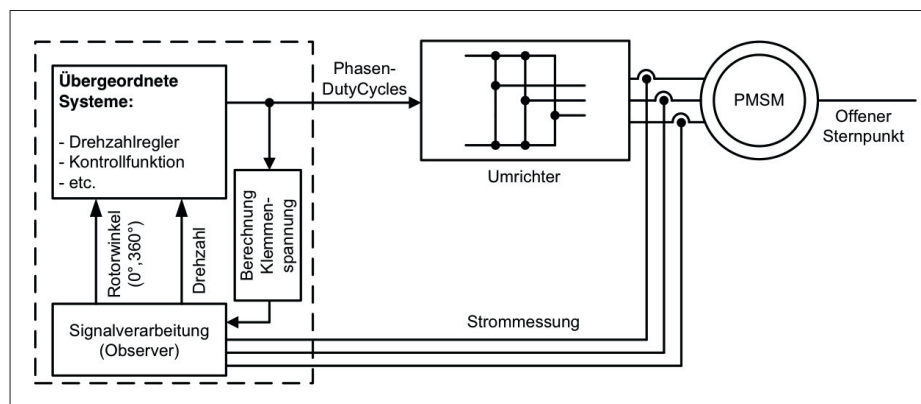 Übergeordnete
Systeme:
- Drehzahlregler
- Kontrollfunktion
- etc.
Phasen-
DutyCycles
Umrichter
PMSM
Offener
Sternpunkt
Berechnung
Klemmen-
spannung
Rotorwinkel
(0°,360°)
Drehzahl
Signalverarbeitung
(Observer)
Strommessung